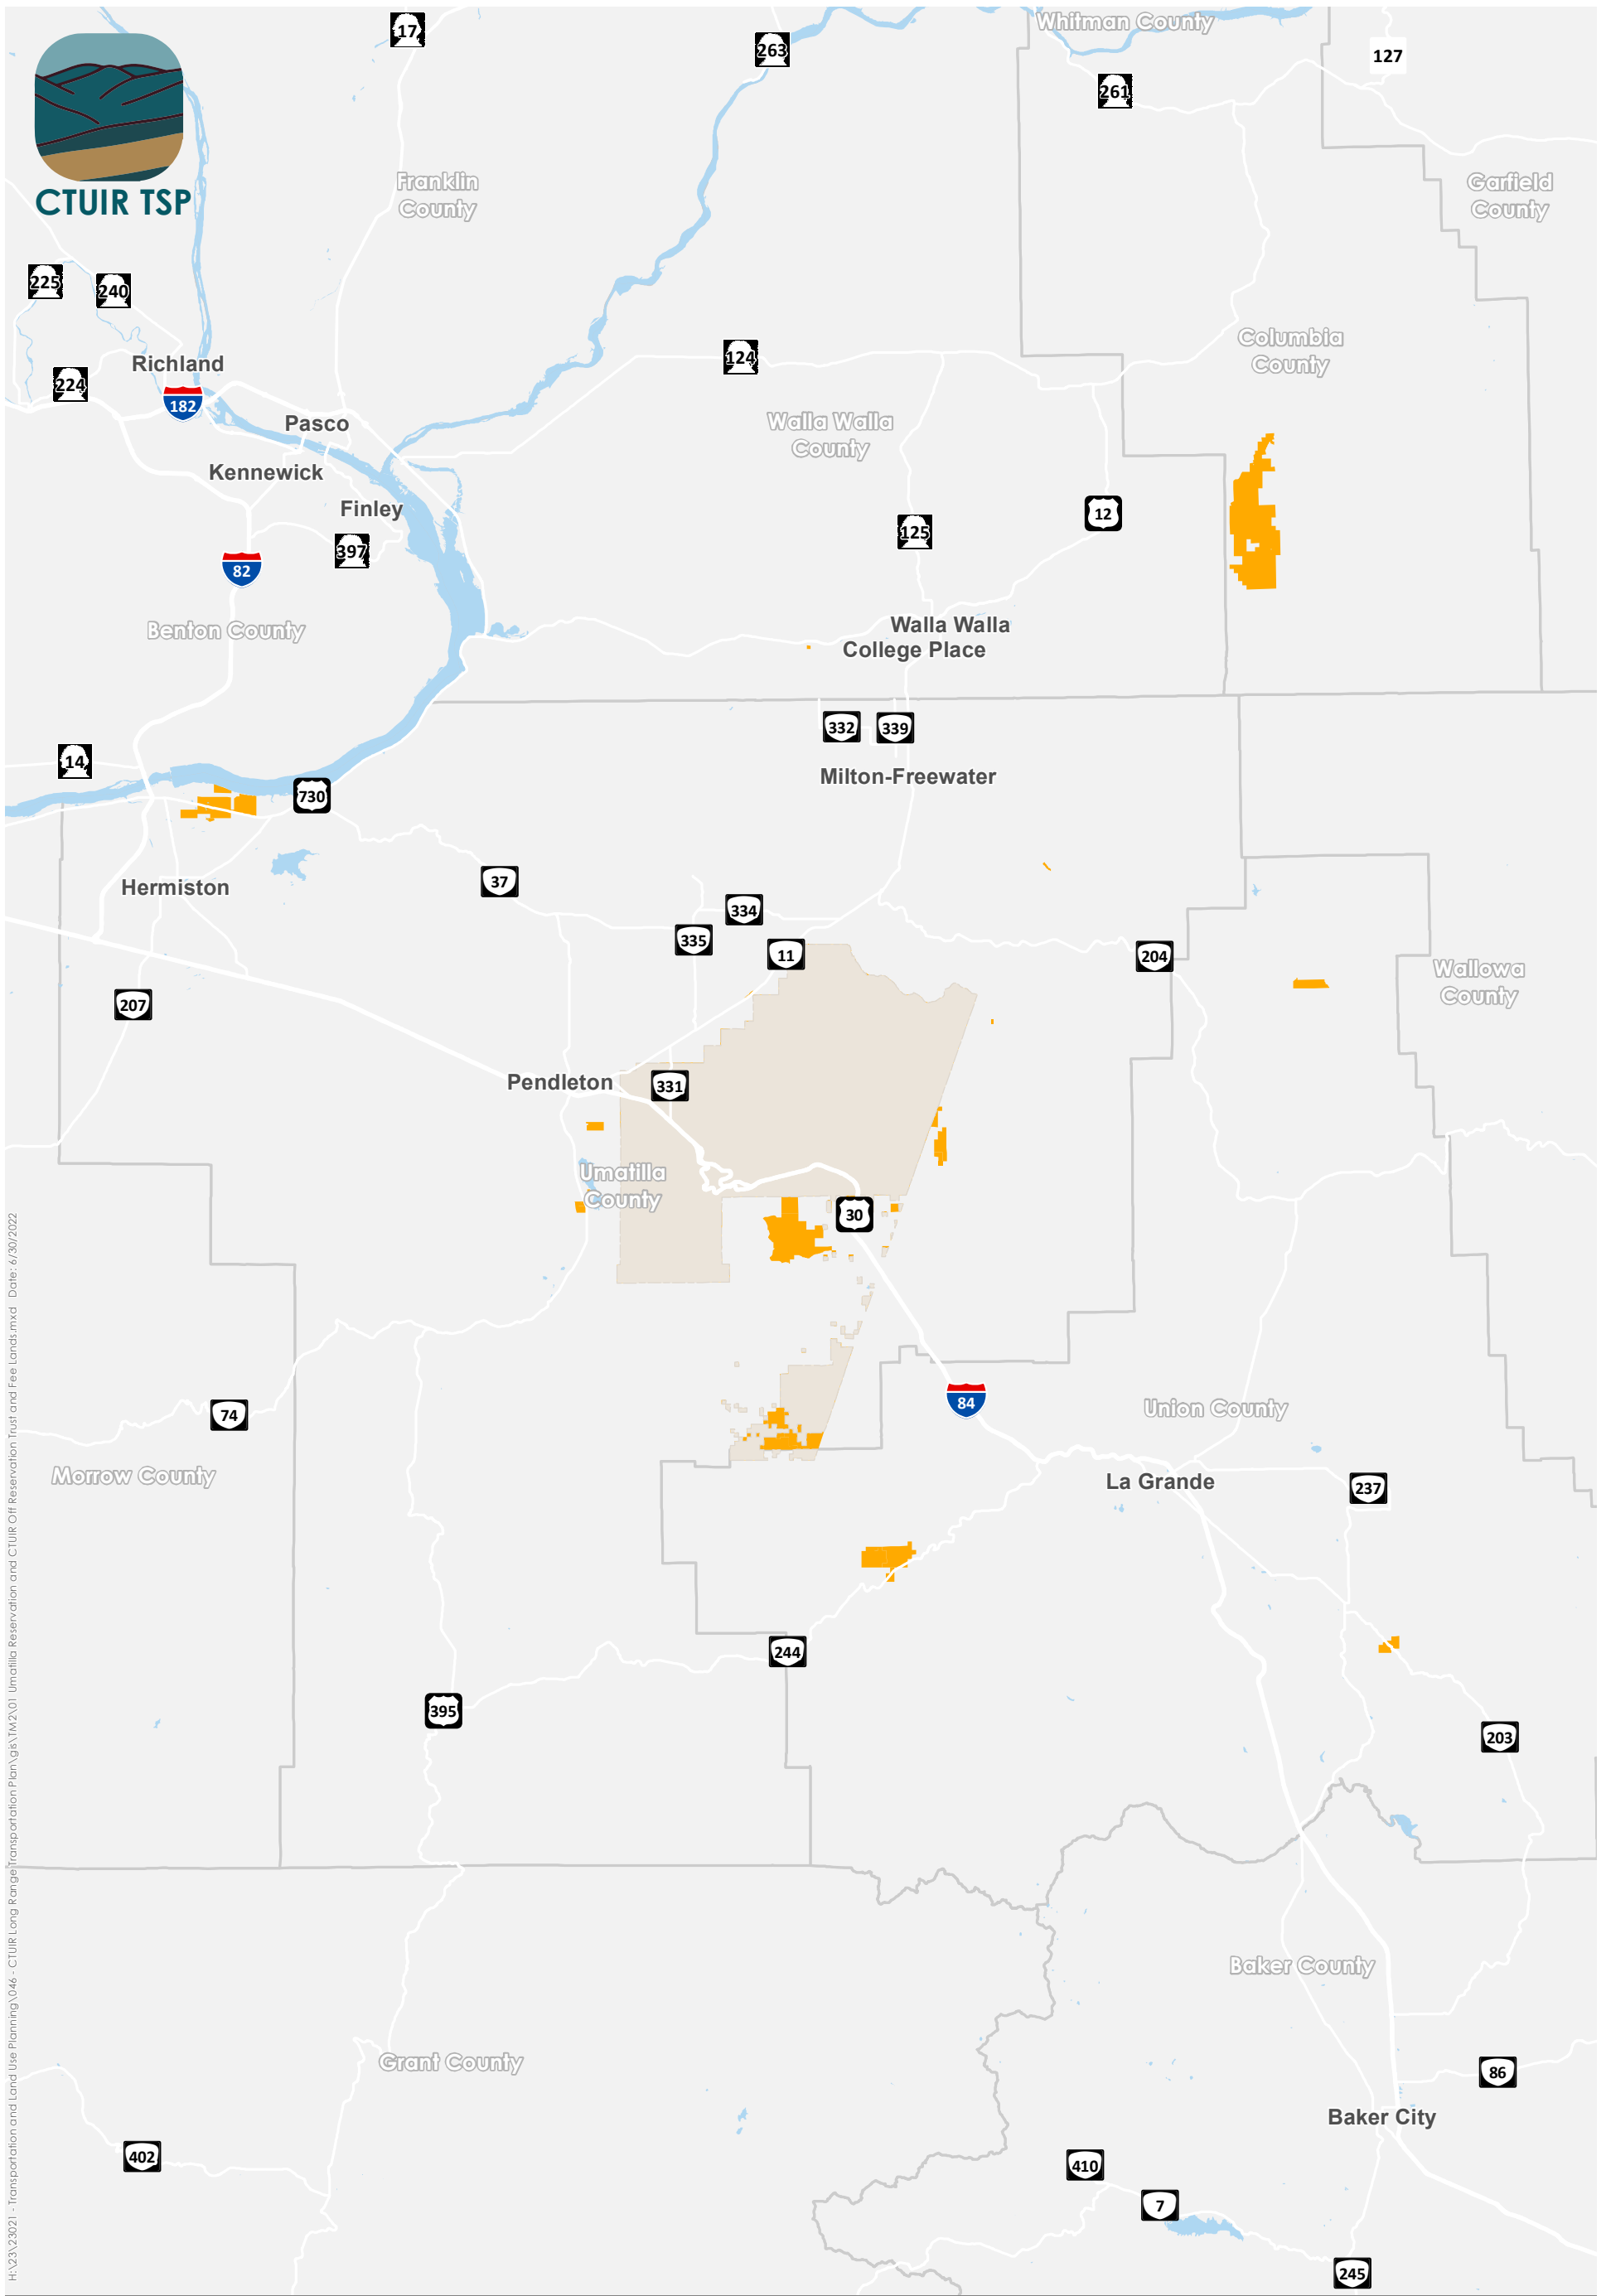 17
263
Whitman County
127
261
CTUIR TSP
Franklin
County
Garfield
County
225
240
Columbia
County
124
Richland
224
182
Pasco
Walla Walla
County
Kennewick
Finley
12
125
397
82
Benton County
Walla Walla
College Place
332
339
14
Milton-Freewater
730
37
Hermiston
334
335
11
204
Wallowa
County
207
Pendleton
331
Umatilla
County
30
84
74
Union County
Morrow County
La Grande
237
244
395
203
Baker County
Grant County
86
Baker City
402
410
7
245
H:\23\23021 - Transportation and Land Use Planning\046 - CTUIR Long Range Transportation Plan\gis\TM2\01 Umatilla Reservation and CTUIR Off Reservation Trust and Fee Lands.mxd Date: 6/30/2022